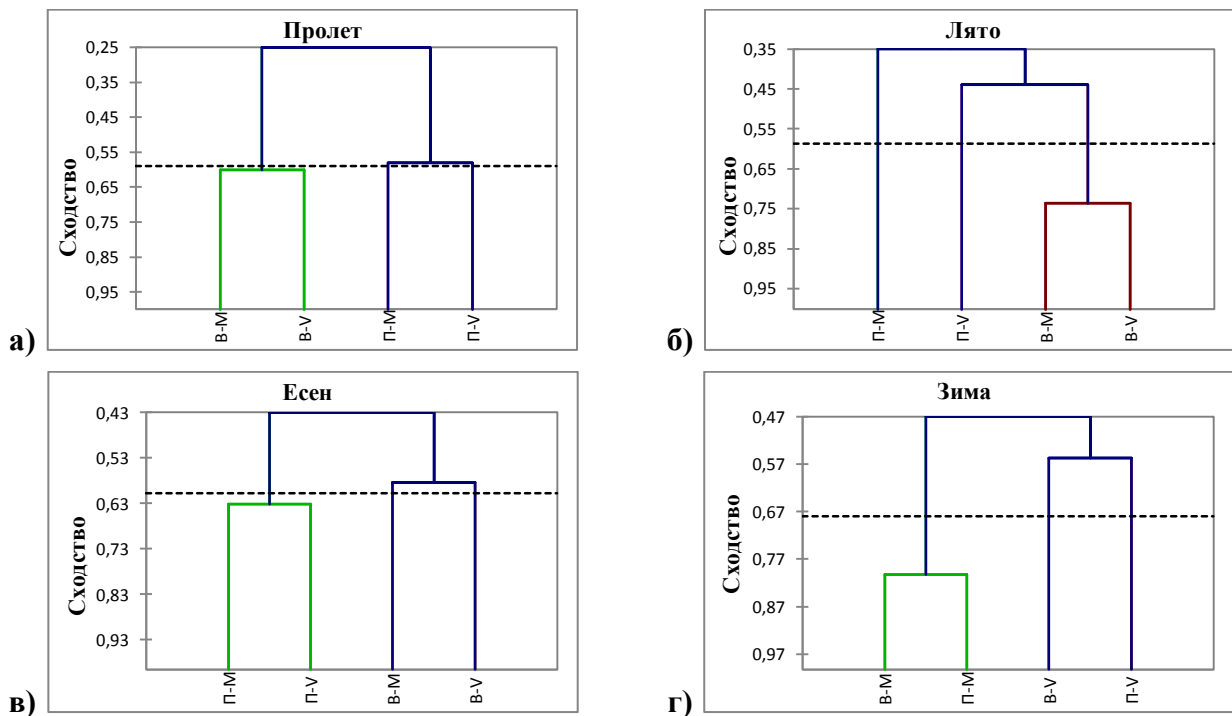 Пролет
0,25
0,35
0,45
0,55
0,65
0,75
0,85
0,95
Сходство
В-М
В-V
П-М
П-V
а)
Лято
0,35
0,45
0,55
0,65
0,75
0,85
0,95
Сходство
П-М
П-V
В-М
В-V
б)
Есен
0,43
0,53
0,63
0,73
0,83
0,93
Сходство
П-М
П-V
В-М
В-V
в)
Зима
0,47
0,57
0,67
0,77
0,87
0,97
Сходство
В-М
П-М
В-V
П-V
г)